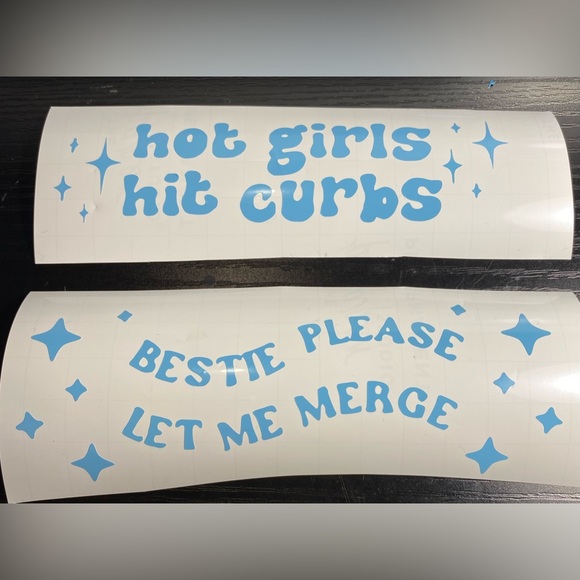 hot girls
hit curbs
BESTIE PLEASE
LET ME MERGE